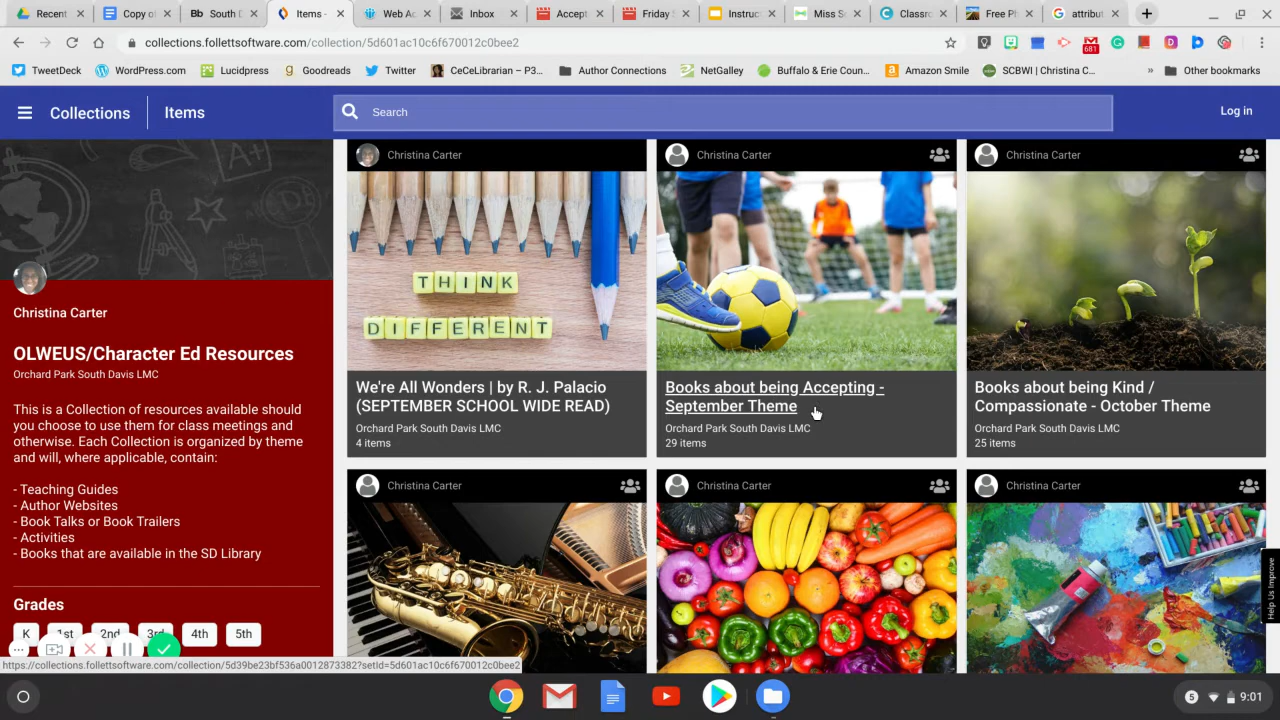 Recent
Copy o
Bb South D
Items -
Web Ac
Inbox
Accept
Friday S
Instruc
Miss S
Classro
Free Ph
attribut
collections.follettsoftware.com/collection/5d601ac10c6f670012c0bee2
681
TweetDeck
WordPress.com
Lucidpress
Goodreads
Twitter
CeCeLibrarian – P3...
Author Connections
NetGalley
Buffalo & Erie Coun...
Amazon Smile
SCBWI | Christina C...
» Other bookmarks
Collections
Items
Search
Log in
Christina Carter
OLWEUS/Character Ed Resources
Orchard Park South Davis LMC
This is a Collection of resources available should
you choose to use them for class meetings and
otherwise. Each Collection is organized by theme
and will, where applicable, contain:
- Teaching Guides
- Author Websites
- Book Talks or Book Trailers
- Activities
- Books that are available in the SD Library
Grades
K 1st 2nd 3rd 4th 5th
Christina Carter
THINK
DIFFERENT
We're All Wonders | by R. J. Palacio
(SEPTEMBER SCHOOL WIDE READ)
Orchard Park South Davis LMC
4 items
Christina Carter
Books about being Accepting -
September Theme
Orchard Park South Davis LMC
29 items
Christina Carter
Books about being Kind /
Compassionate - October Theme
Orchard Park South Davis LMC
25 items
Christina Carter
Christina Carter
Christina Carter
Help Us Improve
https://collections.follettsoftware.com/collection/5d39be23bf536a0012873382?setId=5d601ac10c6f670012c0bee2
5
9:01